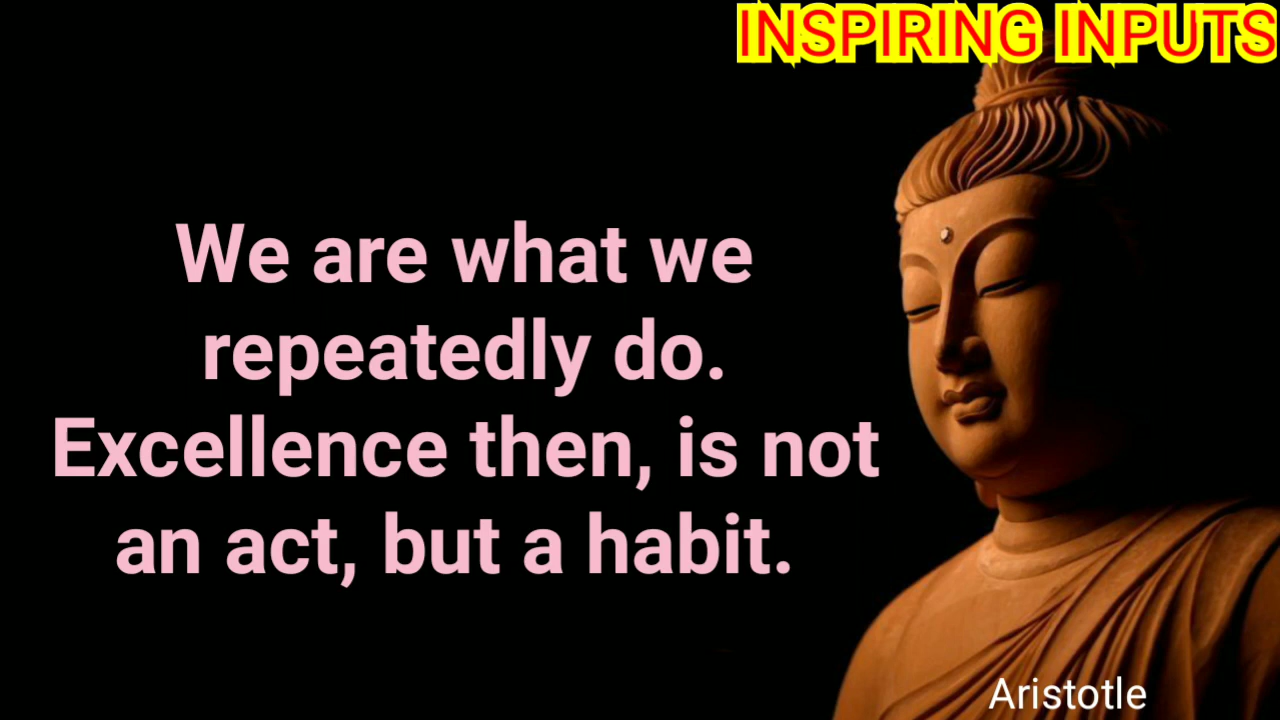 INSPIRING INPUTS
We are what we
repeatedly do.
Excellence then, is not
an act, but a habit.
Aristotle